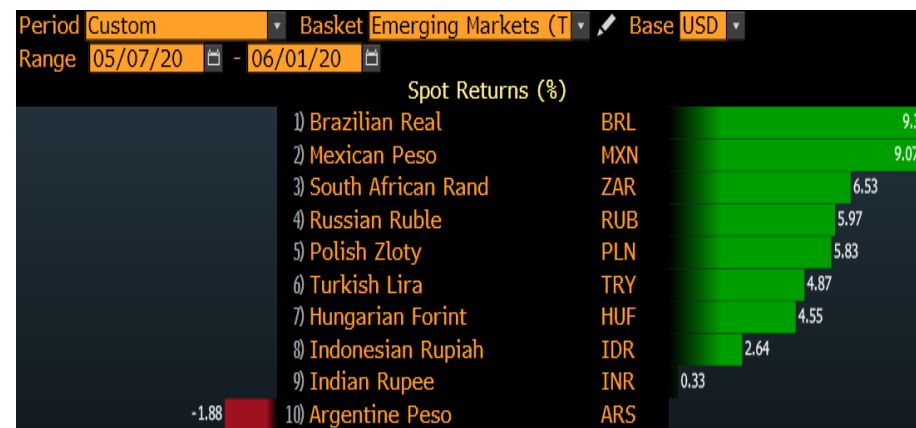 Period Custom Basket Emerging Markets (T Base USD
Range 05/07/20 - 06/01/20
Spot Returns (%)
1) Brazilian Real BRL
2) Mexican Peso MXN 9.07
3) South African Rand ZAR 6.53
4) Russian Ruble RUB 5.97
5) Polish Zloty PLN 5.83
6) Turkish Lira TRY 4.87
7) Hungarian Forint HUF 4.55
8) Indonesian Rupiah IDR 2.64
9) Indian Rupee INR 0.33
-1.88 10) Argentine Peso ARS